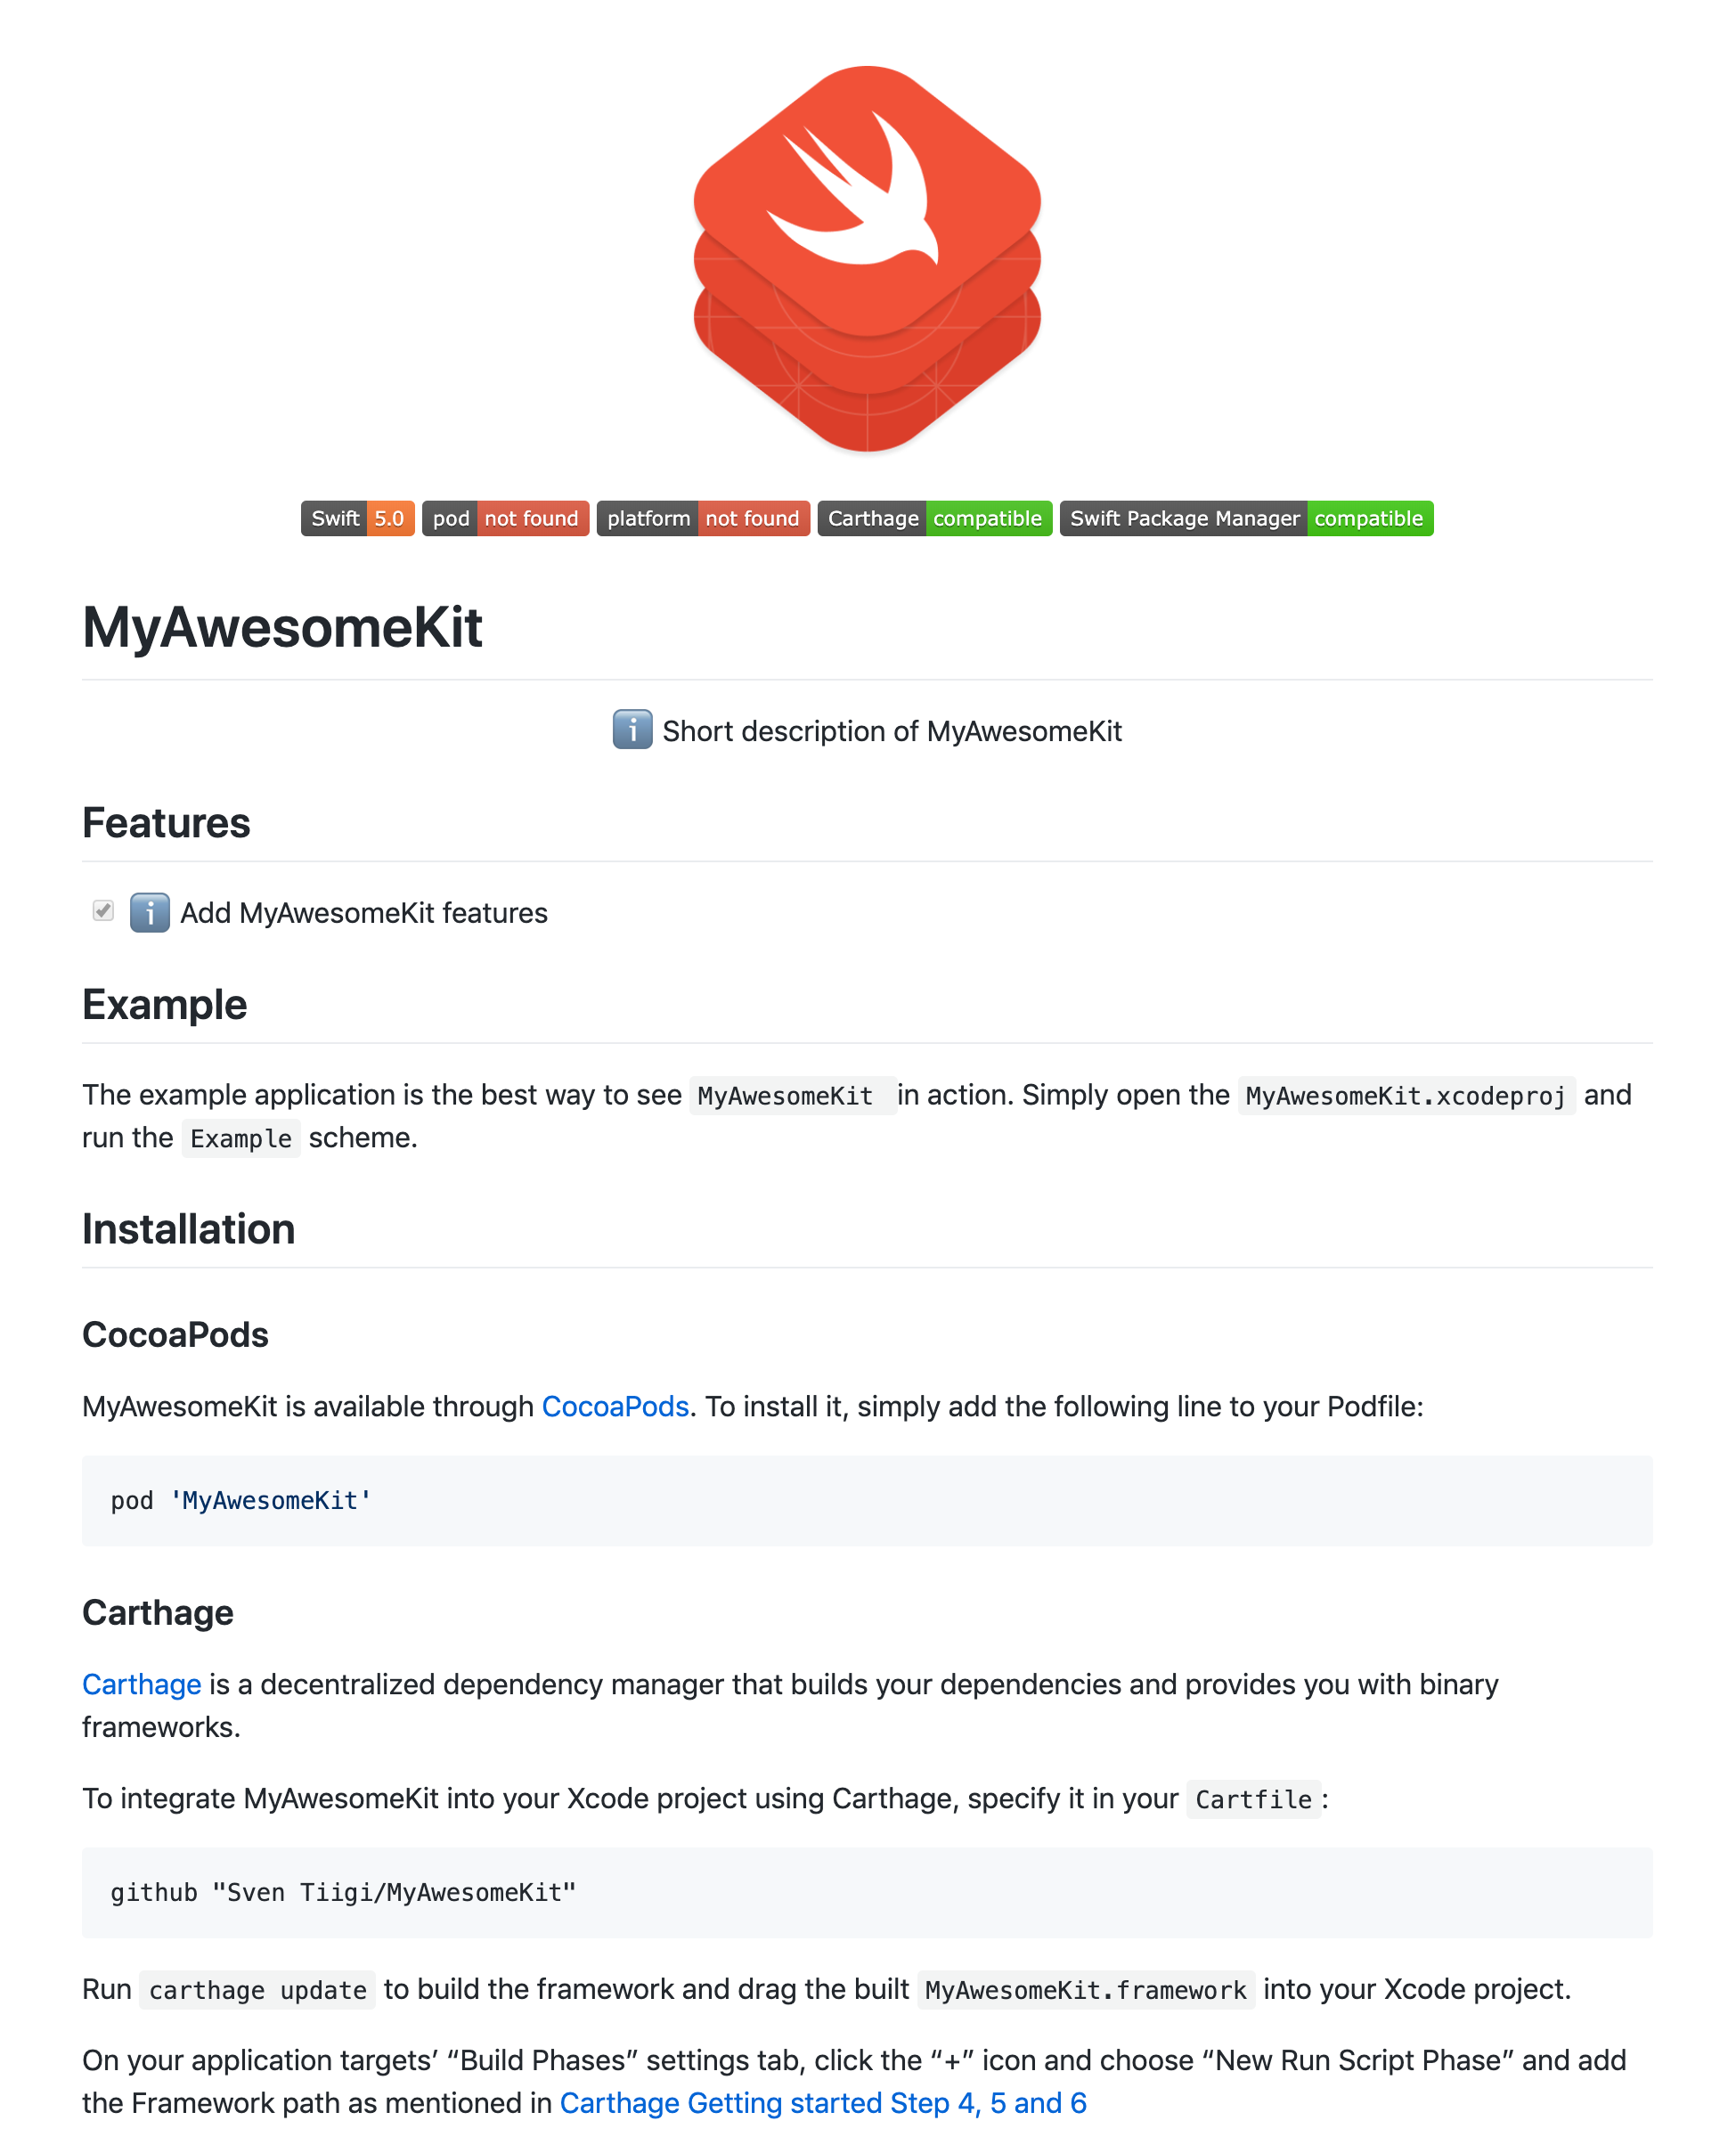 Swift 5.0 pod not found platform not found Carthage compatible Swift Package Manager compatible
MyAwesomeKit
ℹ️ Short description of MyAwesomeKit
Features
ℹ️ Add MyAwesomeKit features
Example
The example application is the best way to see MyAwesomeKit in action. Simply open the MyAwesomeKit.xcodeproj and
run the Example scheme.
Installation
CocoaPods
MyAwesomeKit is available through CocoaPods. To install it, simply add the following line to your Podfile:
pod 'MyAwesomeKit'
Carthage
Carthage is a decentralized dependency manager that builds your dependencies and provides you with binary
frameworks.
To integrate MyAwesomeKit into your Xcode project using Carthage, specify it in your Cartfile:
github "Sven Tiigi/MyAwesomeKit"
Run carthage update to build the framework and drag the built MyAwesomeKit.framework into your Xcode project.
On your application targets’ “Build Phases” settings tab, click the “+” icon and choose “New Run Script Phase” and add
the Framework path as mentioned in Carthage Getting started Step 4, 5 and 6